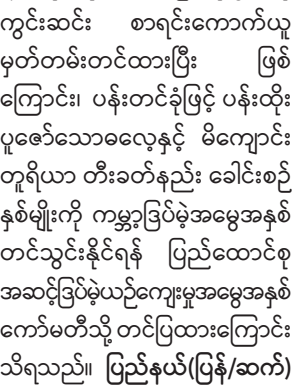 ကွင်းဆင်း စာရင်းကောက်ယူ
မှတ်တမ်းတင်ထားပြီး ဖြစ်
ကြောင်း၊ ပန်းတင်ခုံဖြင့် ပန်းထိုး
ပူဇော်သောဓလေ့နှင့် မိကျောင်း
တူရိယာ တီးခတ်နည်း ခေါင်းစဉ်
နှစ်မျိုးကို ကမ္ဘာ့ဒြပ်မဲ့အမွေအနှစ်
တင်သွင်းနိုင်ရန် ပြည်ထောင်စု
အဆင့်ဒြပ်မဲ့ယဉ်ကျေးမှုအမွေအနှစ်
ကော်မတီသို့ တင်ပြထားကြောင်း
သိရသည်။ ပြည်နယ်(ပြန်/ဆက်)